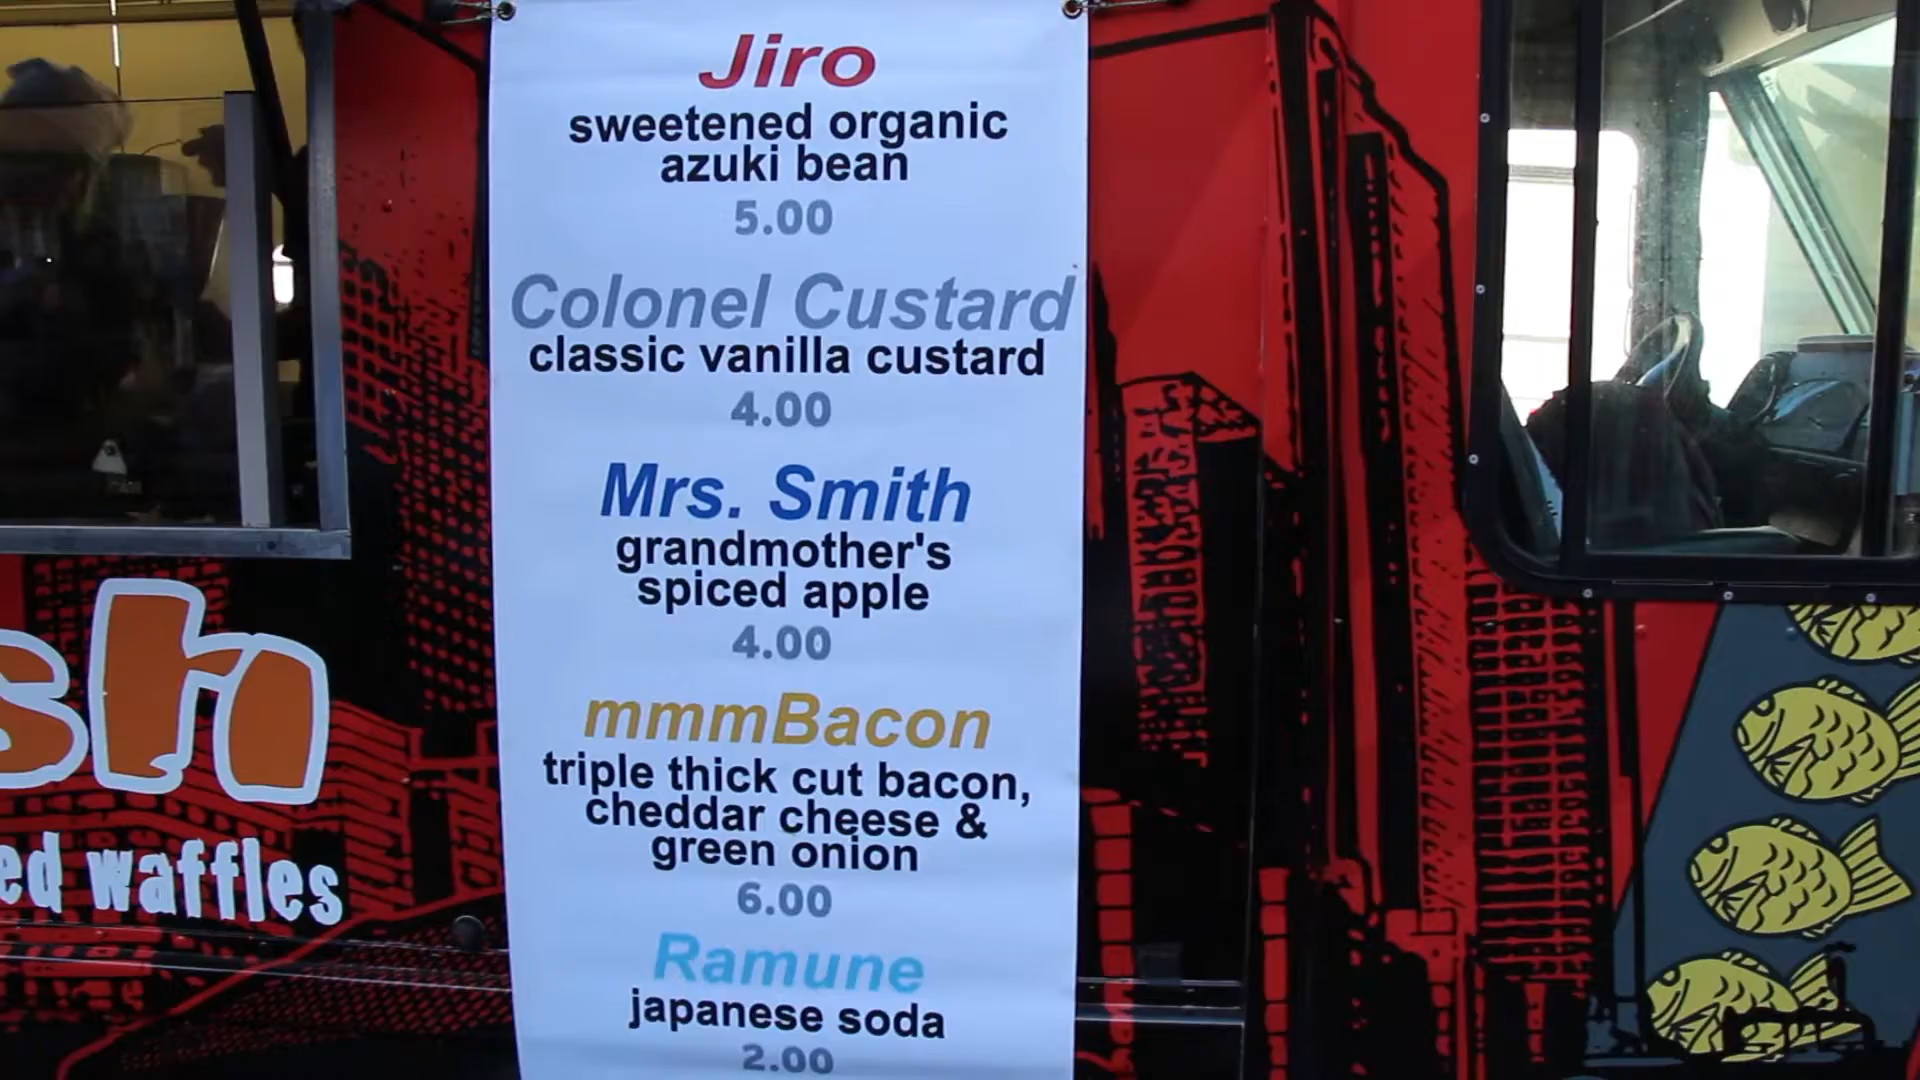 Jiro
sweetened organic
azuki bean
5.00
Colonel Custard
classic vanilla custard
4.00
Mrs. Smith
grandmother's
spiced apple
4.00
mmmBacon
triple thick cut bacon,
cheddar cheese &
green onion
6.00
Ramune
japanese soda
2.00
sh
ed waffles